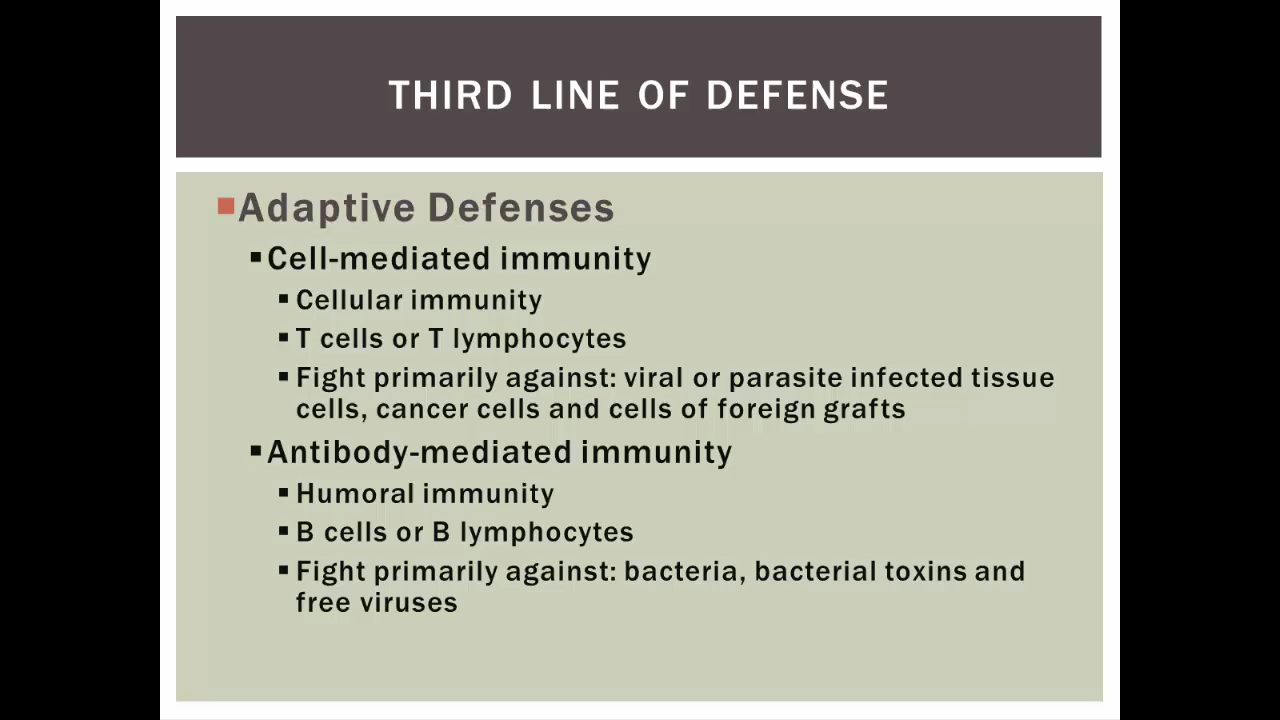 THIRD LINE OF DEFENSE
Adaptive Defenses
Cell-mediated immunity
Cellular immunity
T cells or T lymphocytes
Fight primarily against: viral or parasite infected tissue
cells, cancer cells and cells of foreign grafts
Antibody-mediated immunity
Humoral immunity
B cells or B lymphocytes
Fight primarily against: bacteria, bacterial toxins and
free viruses